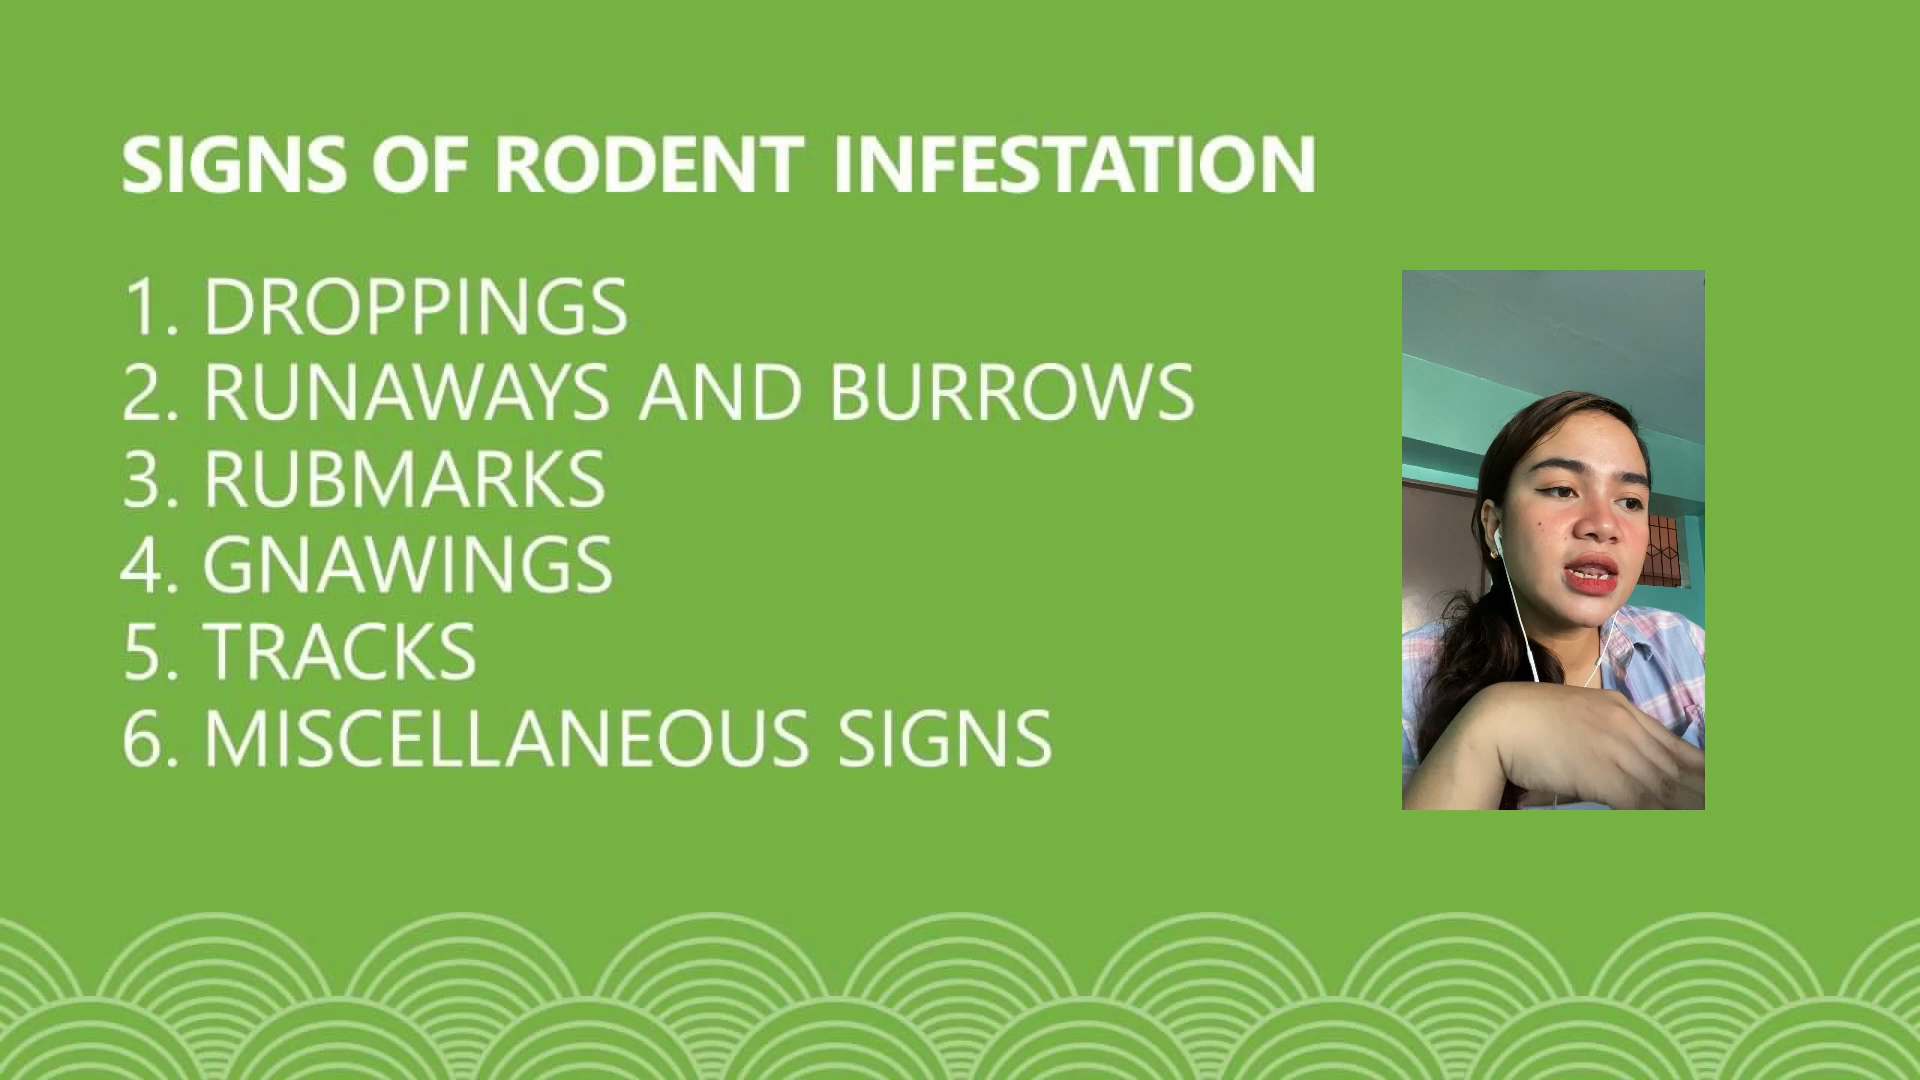 SIGNS OF RODENT INFESTATION
1. DROPPINGS
2. RUNAWAYS AND BURROWS
3. RUBMARKS
4. GNAWINGS
5. TRACKS
6. MISCELLANEOUS SIGNS